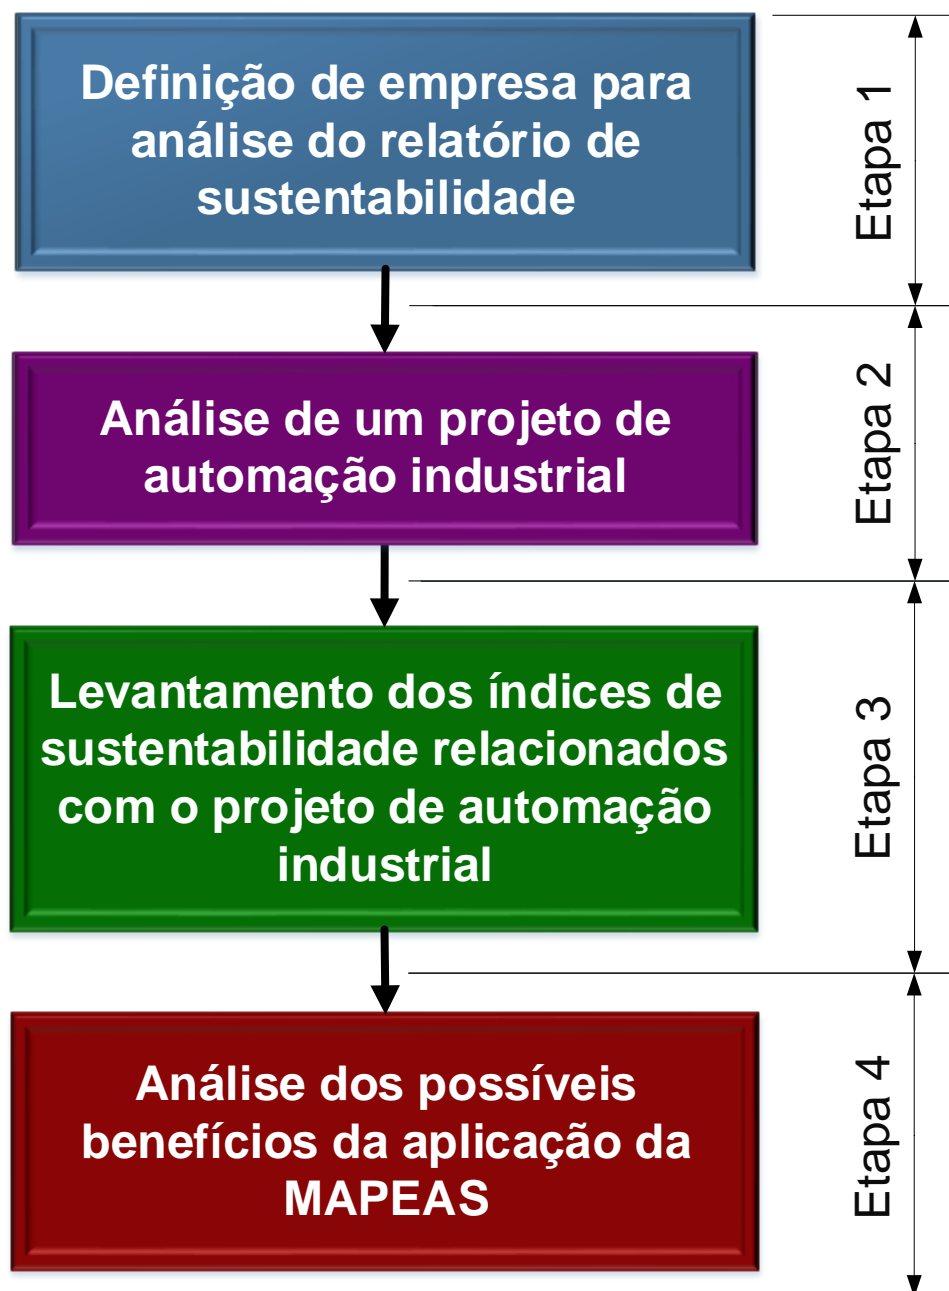 Definição de empresa para
análise do relatório de
sustentabilidade
Etapa 1
Análise de um projeto de
automação industrial
Etapa 2
Levantamento dos índices de
sustentabilidade relacionados
com o projeto de automação
industrial
Etapa 3
Análise dos possíveis
benefícios da aplicação da
MAPEAS
Etapa 4